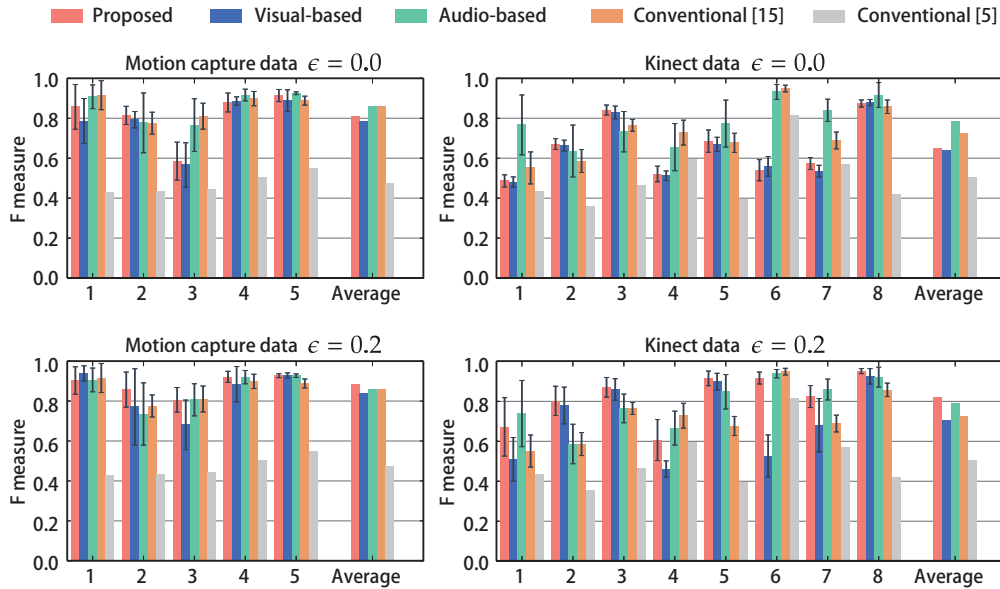 Proposed Visual-based Audio-based Conventional [15] Conventional [5]
Motion capture data ϵ = 0.0
F measure
1.0
0.8
0.6
0.4
0.2
0.0
1 2 3 4 5 Average
Kinect data ϵ = 0.0
F measure
1.0
0.8
0.6
0.4
0.2
0.0
1 2 3 4 5 6 7 8 Average
Motion capture data ϵ = 0.2
F measure
1.0
0.8
0.6
0.4
0.2
0.0
1 2 3 4 5 Average
Kinect data ϵ = 0.2
F measure
1.0
0.8
0.6
0.4
0.2
0.0
1 2 3 4 5 6 7 8 Average